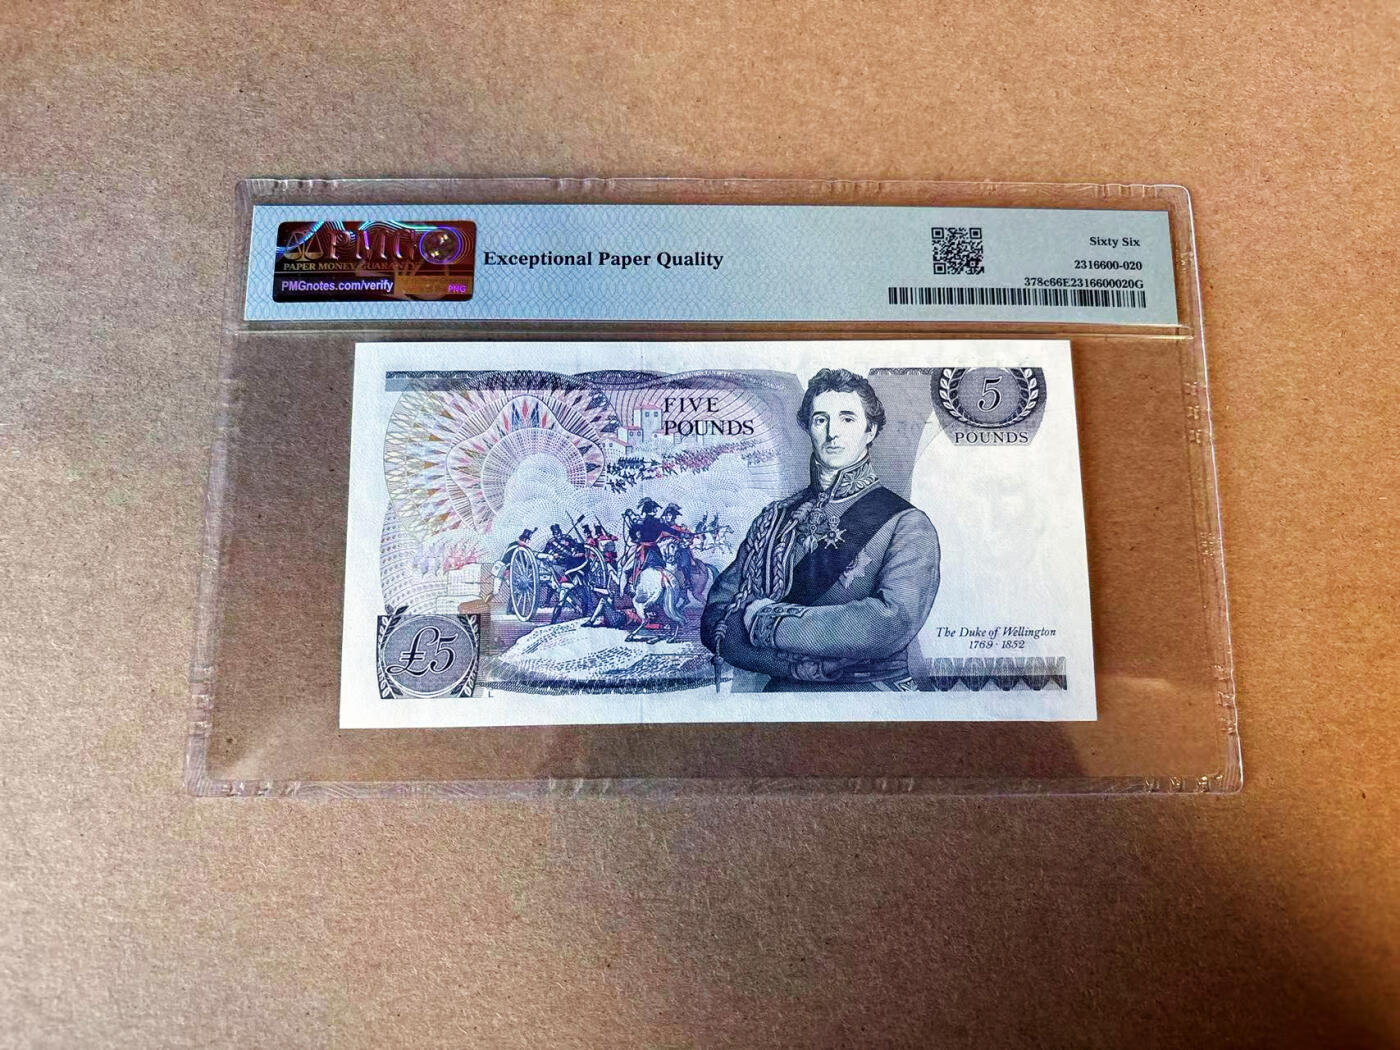 PMG
PAPER MONEY GUARANTY
PMGnotes.com/verify
PNG
Exceptional Paper Quality
Sixty Six
2316600-020
378c66E2316600020G
FIVE
POUNDS
5
POUNDS
The Duke of Wellington
1769 · 1852
£5
L